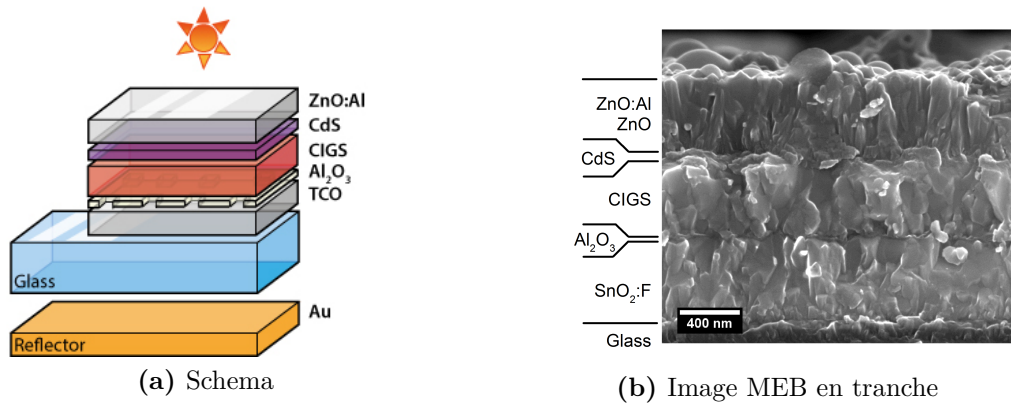 ZnO:Al
CdS
CIGS
Al₂O₃
TCO
Glass
Au
Reflector
(a) Schema
ZnO:Al
ZnO
CdS
CIGS
Al₂O₃
SnO₂:F
Glass
400 nm
(b) Image MEB en tranche